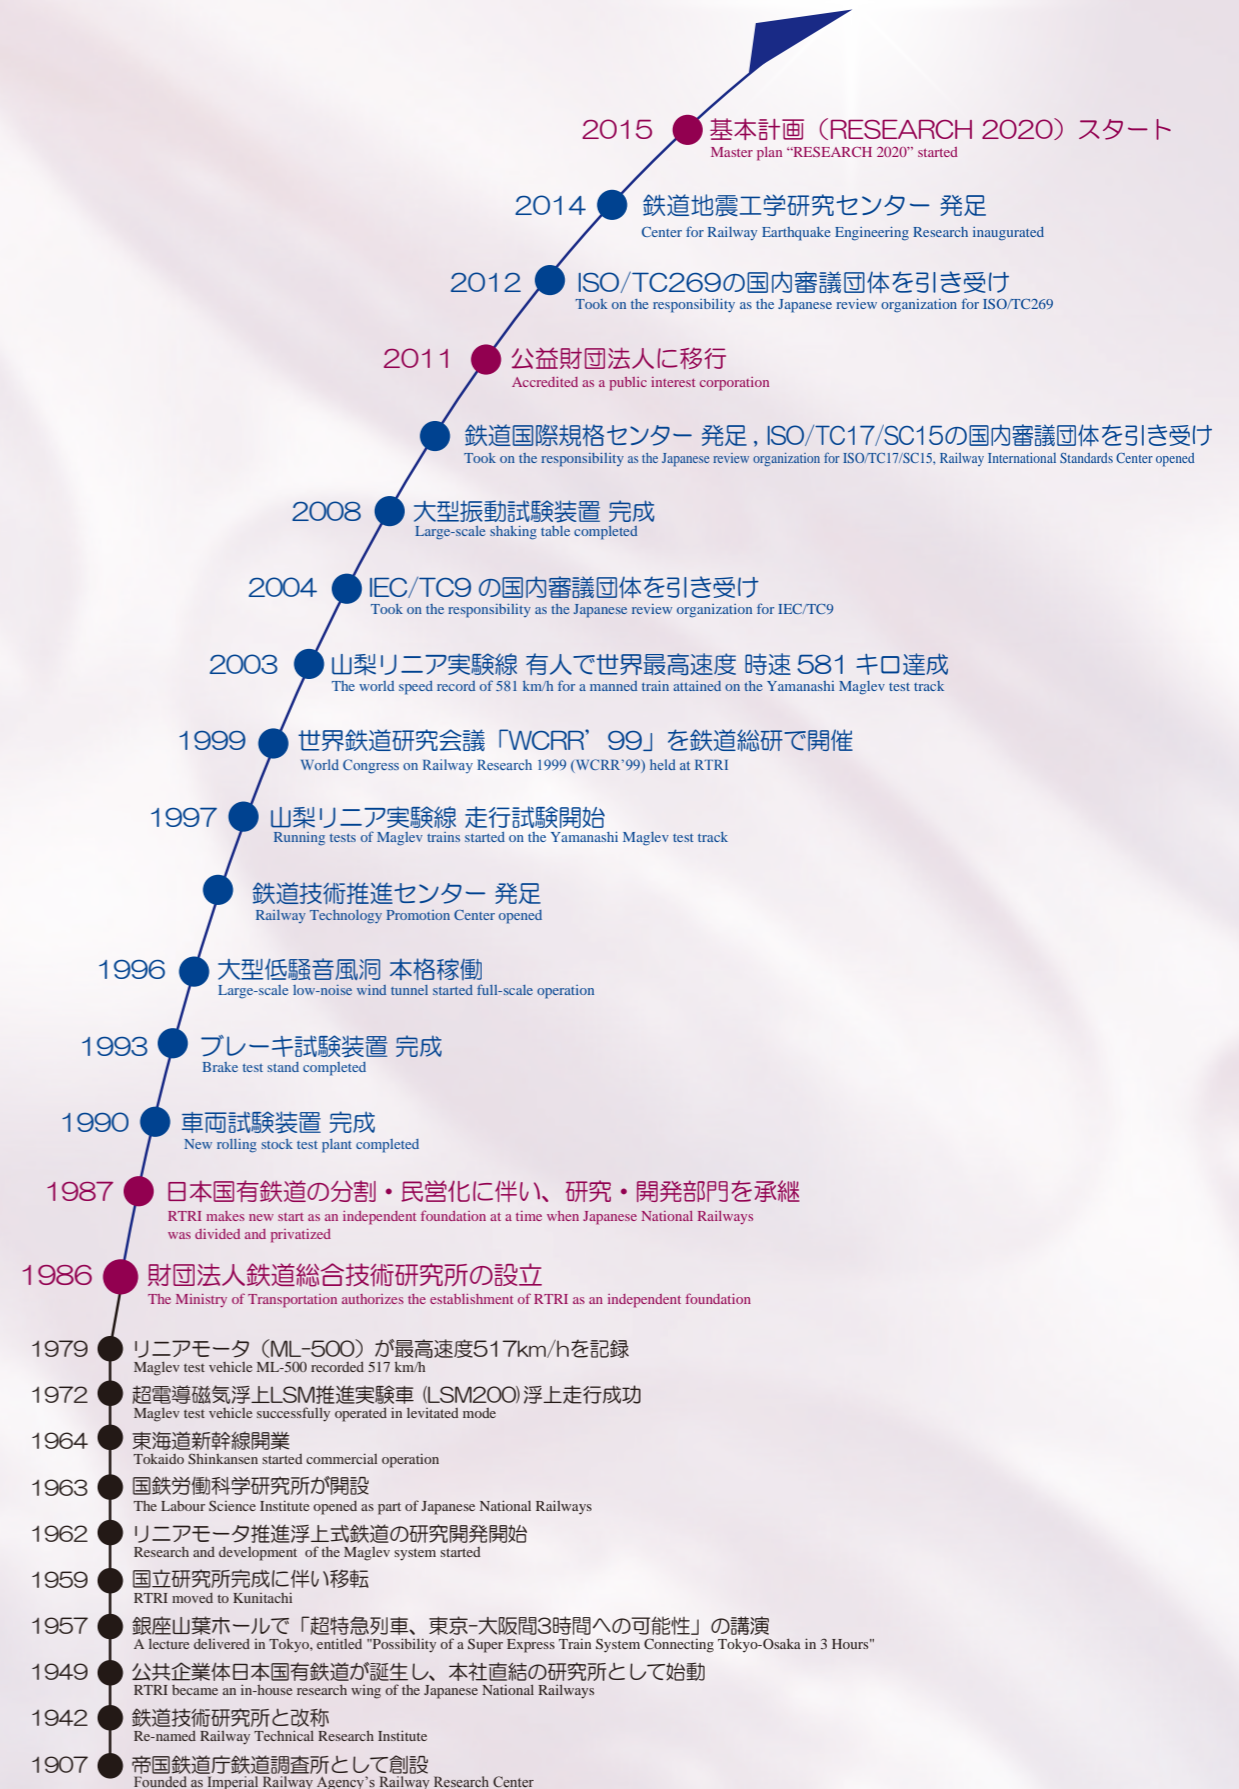 2015 基本計画（RESEARCH 2020）スタート
Master plan “RESEARCH 2020” started
2014 鉄道地震工学研究センター 発足
Center for Railway Earthquake Engineering Research inaugurated
2012 ISO/TC269の国内審議団体を引き受け
Took on the responsibility as the Japanese review organization for ISO/TC269
2011 公益財団法人に移行
Accredited as a public interest corporation
鉄道国際規格センター 発足 , ISO/TC17/SC15の国内審議団体を引き受け
Took on the responsibility as the Japanese review organization for ISO/TC17/SC15, Railway International Standards Center opened
2008 大型振動試験装置 完成
Large-scale shaking table completed
2004 IEC/TC9 の国内審議団体を引き受け
Took on the responsibility as the Japanese review organization for IEC/TC9
2003 山梨リニア実験線 有人で世界最高速度 時速 581 キロ達成
The world speed record of 581 km/h for a manned train attained on the Yamanashi Maglev test track
1999 世界鉄道研究会議「WCRR’99」を鉄道総研で開催
World Congress on Railway Research 1999 (WCRR’99) held at RTRI
1997 山梨リニア実験線 走行試験開始
Running tests of Maglev trains started on the Yamanashi Maglev test track
鉄道技術推進センター 発足
Railway Technology Promotion Center opened
1996 大型低騒音風洞 本格稼働
Large-scale low-noise wind tunnel started full-scale operation
1993 ブレーキ試験装置 完成
Brake test stand completed
1990 車両試験装置 完成
New rolling stock test plant completed
1987 日本国有鉄道の分割・民営化に伴い、研究・開発部門を承継
RTRI makes new start as an independent foundation at a time when Japanese National Railways
was divided and privatized
1986 財団法人鉄道総合技術研究所の設立
The Ministry of Transportation authorizes the establishment of RTRI as an independent foundation
1979 リニアモータ（ML-500）が最高速度517km/hを記録
Maglev test vehicle ML-500 recorded 517 km/h
1972 超電導磁気浮上LSM推進実験車 (LSM200) 浮上走行成功
Maglev test vehicle successfully operated in levitated mode
1964 東海道新幹線開業
Tokaido Shinkansen started commercial operation
1963 国鉄労働科学研究所が開設
The Labour Science Institute opened as part of Japanese National Railways
1962 リニアモータ推進浮上式鉄道の研究開発開始
Research and development of the Maglev system started
1959 国立研究所完成に伴い移転
RTRI moved to Kunitachi
1957 銀座山葉ホールで「超特急列車、東京-大阪間3時間への可能性」の講演
A lecture delivered in Tokyo, entitled "Possibility of a Super Express Train System Connecting Tokyo-Osaka in 3 Hours"
1949 公共企業体日本国有鉄道が誕生し、本社直結の研究所として始動
RTRI became an in-house research wing of the Japanese National Railways
1942 鉄道技術研究所と改称
Re-named Railway Technical Research Institute
1907 帝国鉄道庁鉄道調査所として創設
Founded as Imperial Railway Agency’s Railway Research Center